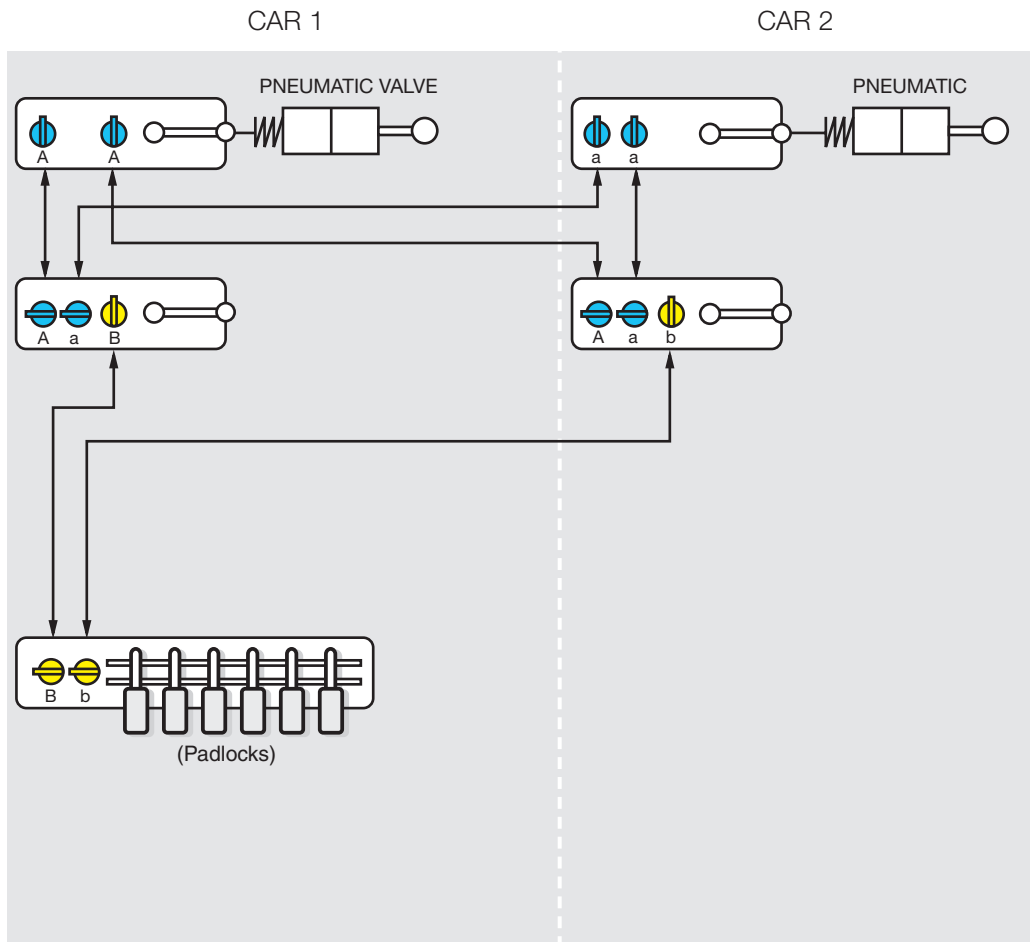 CAR 1
CAR 2
PNEUMATIC VALVE
PNEUMATIC
A A
a a
A a B
A a b
B b
(Padlocks)